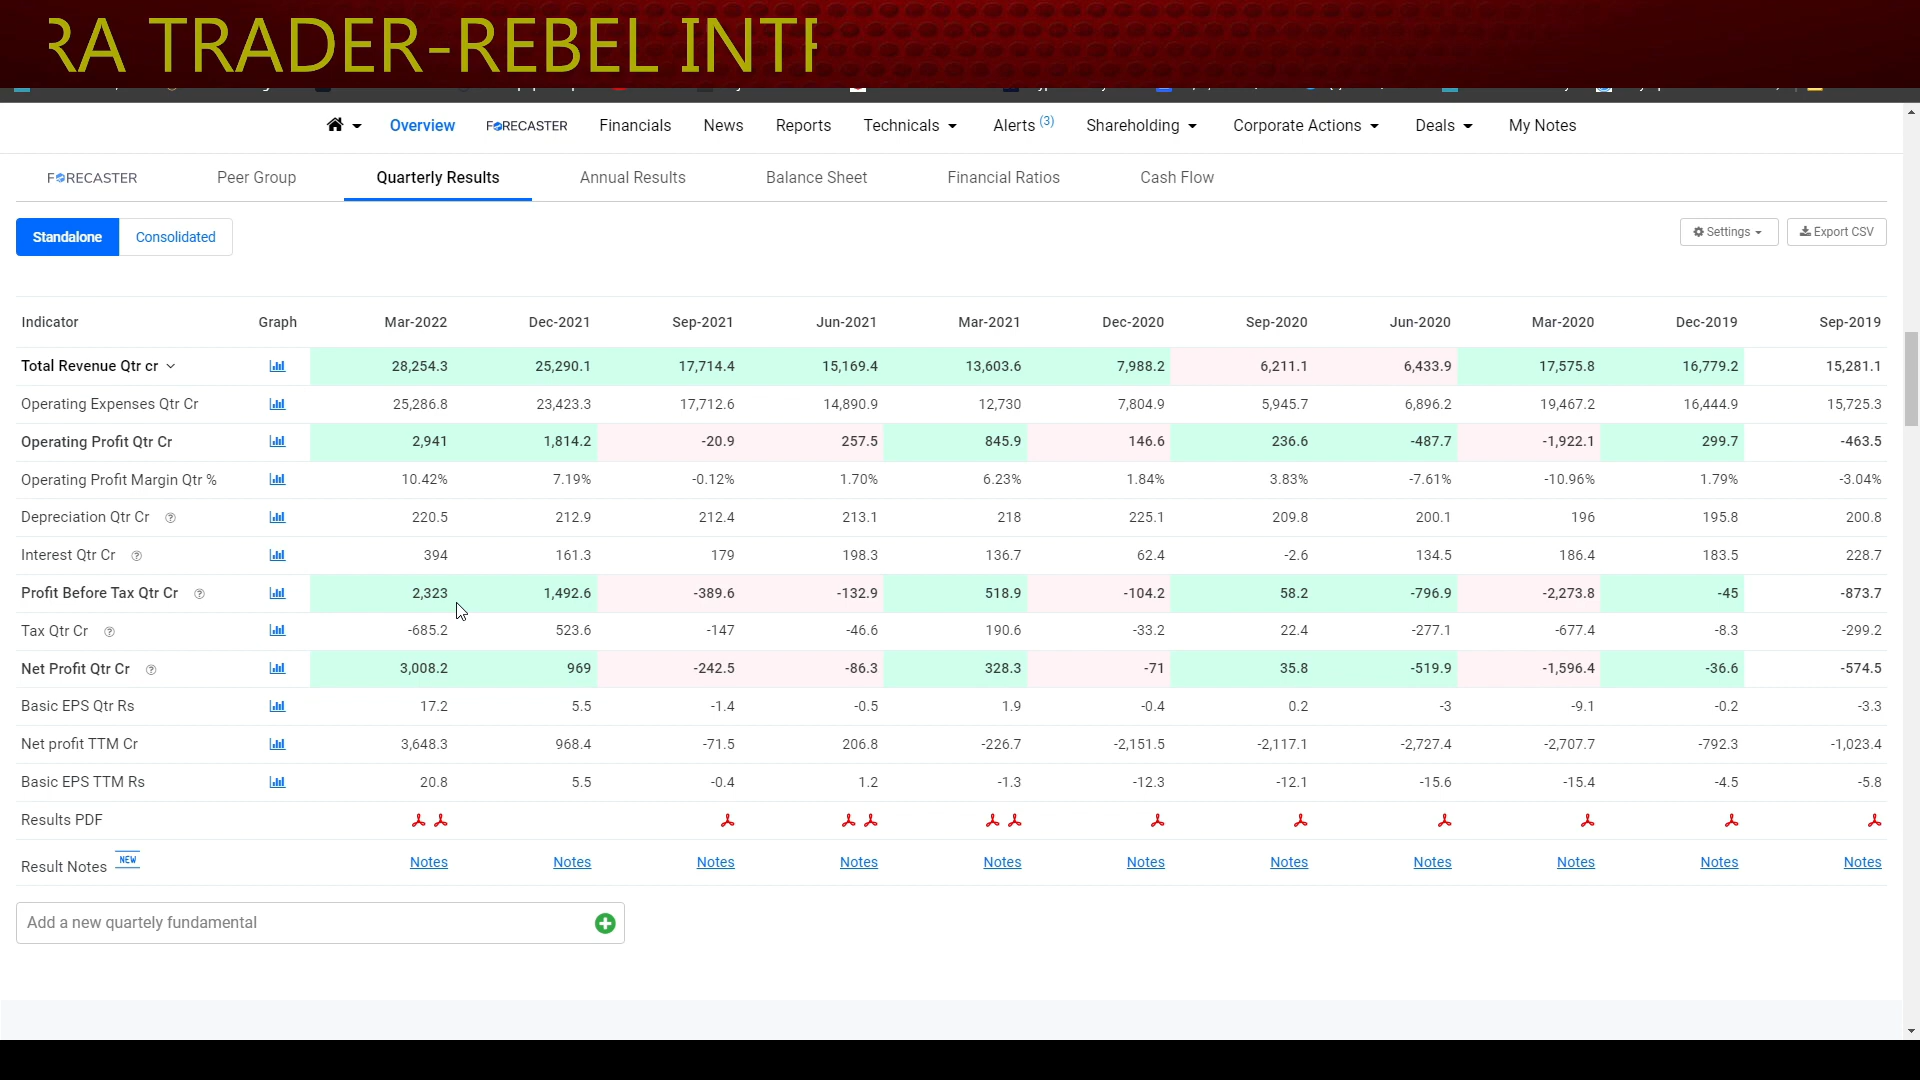 RA TRADER-REBEL INT
Overview FORECASTER Financials News Reports Technicals Alerts (3) Shareholding Corporate Actions Deals My Notes
FORECASTER Peer Group Quarterly Results Annual Results Balance Sheet Financial Ratios Cash Flow
Standalone Consolidated Settings Export CSV
Indicator Graph Mar-2022 Dec-2021 Sep-2021 Jun-2021 Mar-2021 Dec-2020 Sep-2020 Jun-2020 Mar-2020 Dec-2019 Sep-2019
Total Revenue Qtr cr 28,254.3 25,290.1 17,714.4 15,169.4 13,603.6 7,988.2 6,211.1 6,433.9 17,575.8 16,779.2 15,281.1
Operating Expenses Qtr Cr 25,286.8 23,423.3 17,712.6 14,890.9 12,730 7,804.9 5,945.7 6,896.2 19,467.2 16,444.9 15,725.3
Operating Profit Qtr Cr 2,941 1,814.2 -20.9 257.5 845.9 146.6 236.6 -487.7 -1,922.1 299.7 -463.5
Operating Profit Margin Qtr % 10.42% 7.19% -0.12% 1.70% 6.23% 1.84% 3.83% -7.61% -10.96% 1.79% -3.04%
Depreciation Qtr Cr 220.5 212.9 212.4 213.1 218 225.1 209.8 200.1 196 195.8 200.8
Interest Qtr Cr 394 161.3 179 198.3 136.7 62.4 -2.6 134.5 186.4 183.5 228.7
Profit Before Tax Qtr Cr 2,323 1,492.6 -389.6 -132.9 518.9 -104.2 58.2 -796.9 -2,273.8 -45 -873.7
Tax Qtr Cr -685.2 523.6 -147 -46.6 190.6 -33.2 22.4 -277.1 -677.4 -8.3 -299.2
Net Profit Qtr Cr 3,008.2 969 -242.5 -86.3 328.3 -71 35.8 -519.9 -1,596.4 -36.6 -574.5
Basic EPS Qtr Rs 17.2 5.5 -1.4 -0.5 1.9 -0.4 0.2 -3 -9.1 -0.2 -3.3
Net profit TTM Cr 3,648.3 968.4 -71.5 206.8 -226.7 -2,151.5 -2,117.1 -2,727.4 -2,707.7 -792.3 -1,023.4
Basic EPS TTM Rs 20.8 5.5 -0.4 1.2 -1.3 -12.3 -12.1 -15.6 -15.4 -4.5 -5.8
Results PDF
Result Notes NEW Notes Notes Notes Notes Notes Notes Notes Notes Notes Notes Notes
Add a new quartely fundamental